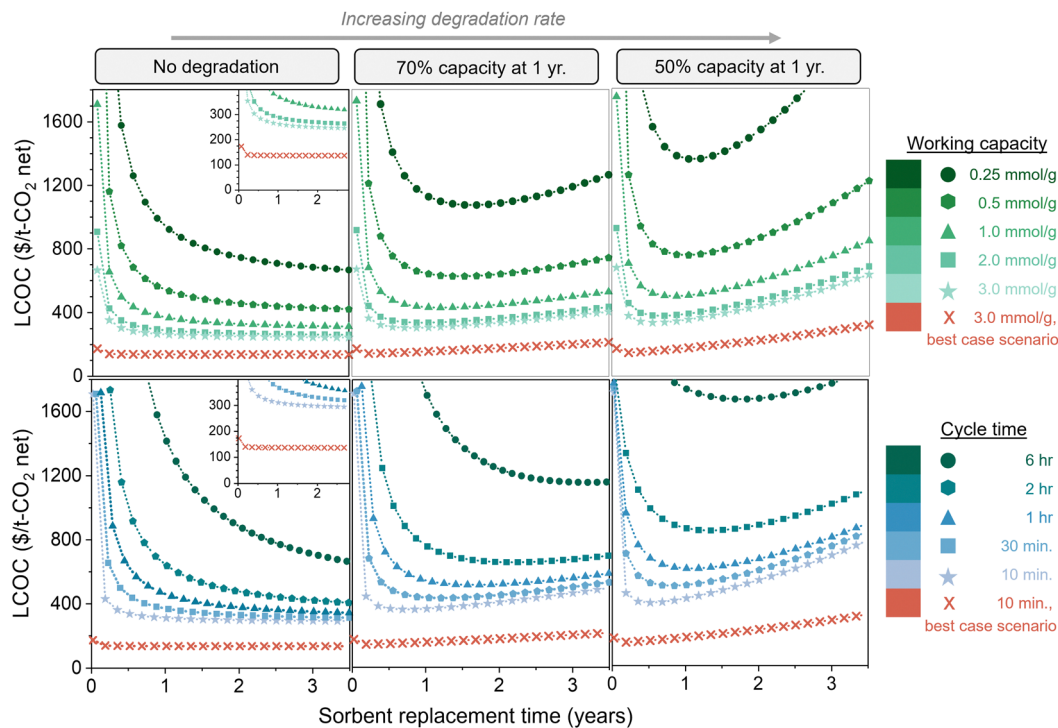 Increasing degradation rate
No degradation
70% capacity at 1 yr.
50% capacity at 1 yr.
LCOC ($/t-CO₂ net)
1600
1200
800
400
0
300
200
100
0
0
1
2
Working capacity
0.25 mmol/g
0.5 mmol/g
1.0 mmol/g
2.0 mmol/g
3.0 mmol/g
3.0 mmol/g,
best case scenario
LCOC ($/t-CO₂ net)
1600
1200
800
400
0
300
200
100
0
0
1
2
Cycle time
6 hr
2 hr
1 hr
30 min.
10 min.
10 min.,
best case scenario
0 1 2 3 0 1 2 3 0 1 2 3
Sorbent replacement time (years)